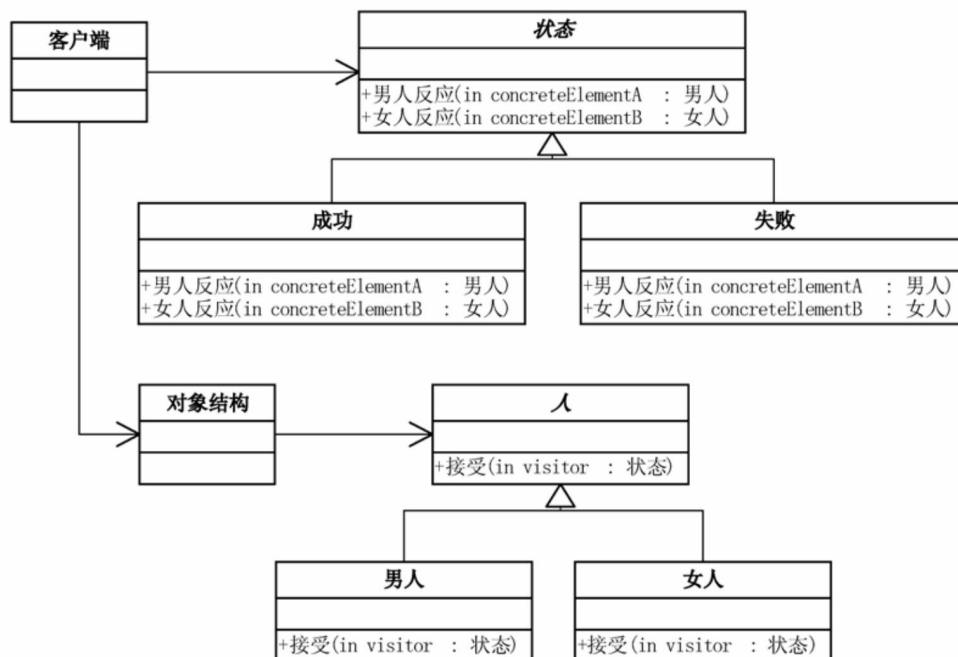 客户端
状态
+男人反应(in concreteElementA : 男人)
+女人反应(in concreteElementB : 女人)
成功
+男人反应(in concreteElementA : 男人)
+女人反应(in concreteElementB : 女人)
失败
+男人反应(in concreteElementA : 男人)
+女人反应(in concreteElementB : 女人)
对象结构
人
+接受(in visitor : 状态)
男人
+接受(in visitor : 状态)
女人
+接受(in visitor : 状态)